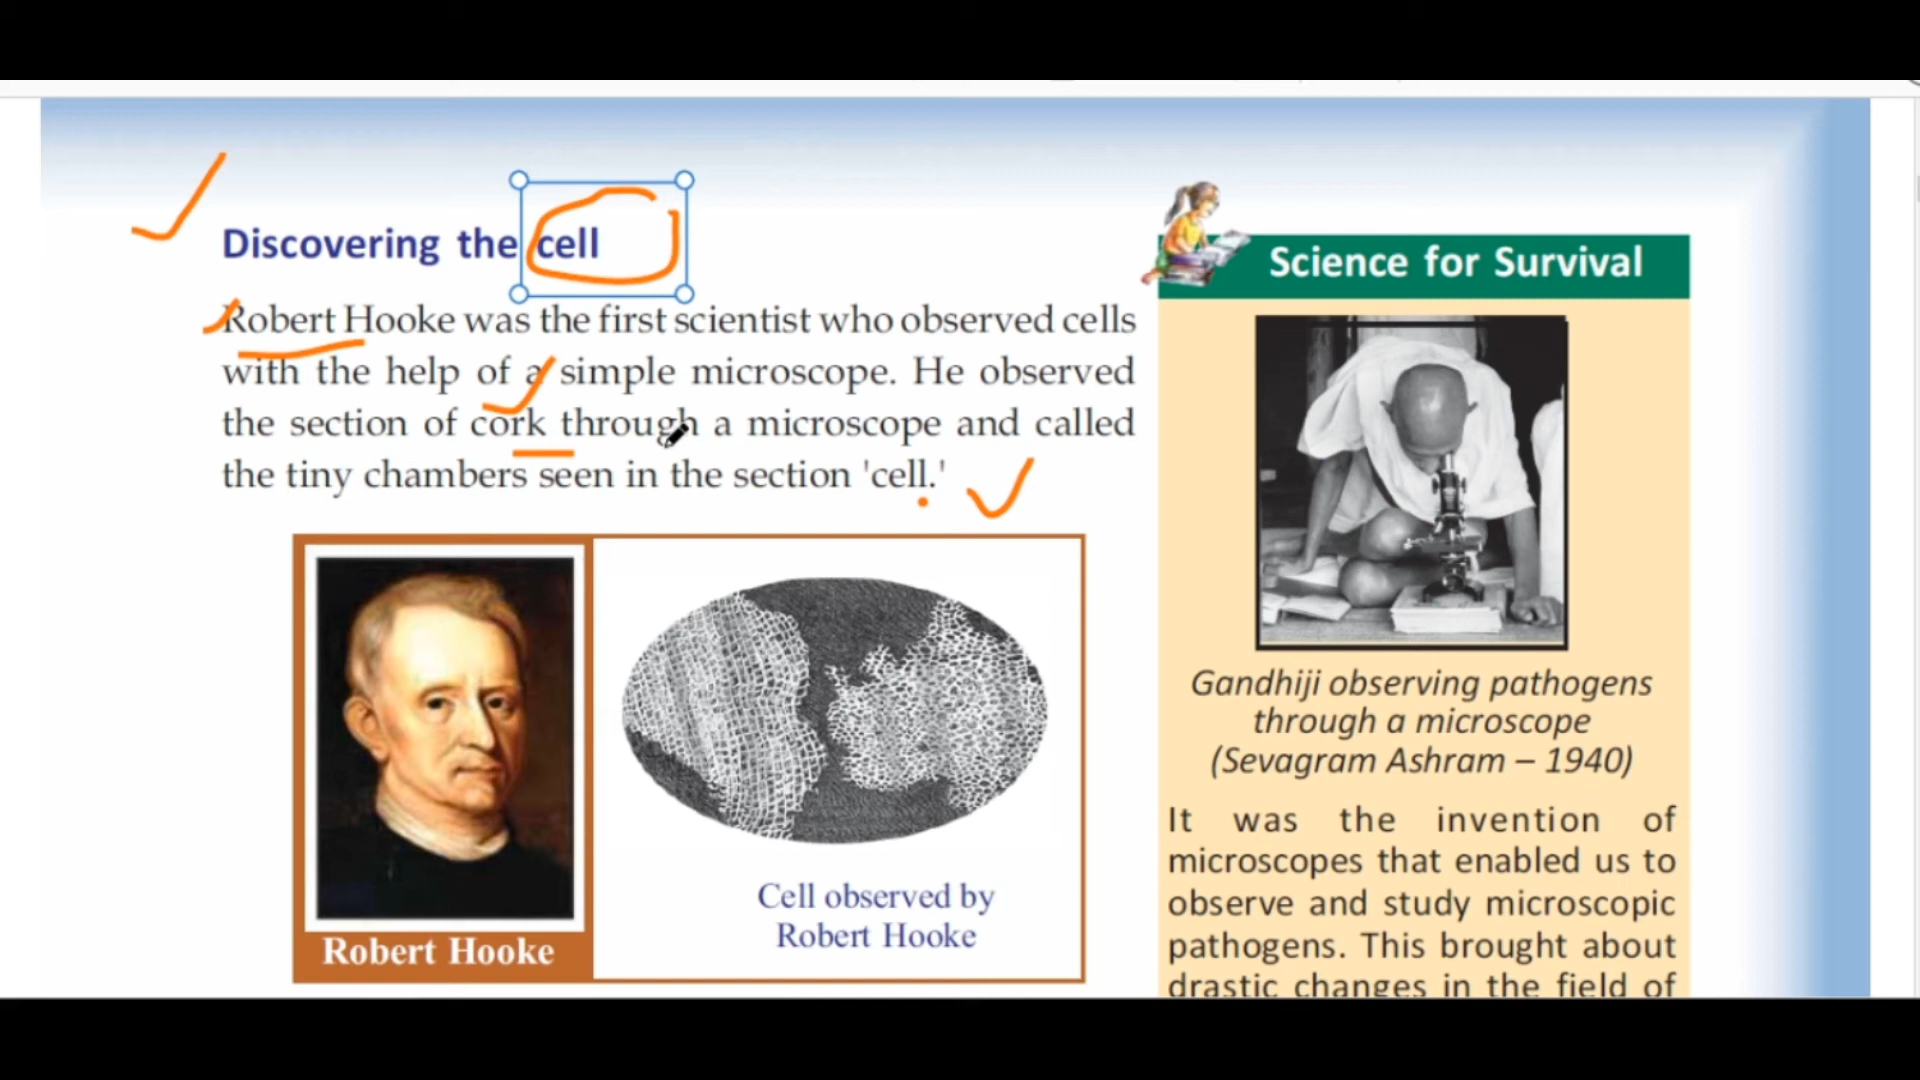 Discovering the cell
Robert Hooke was the first scientist who observed cells
with the help of a simple microscope. He observed
the section of cork through a microscope and called
the tiny chambers seen in the section 'cell.'
Robert Hooke
Cell observed by
Robert Hooke
Science for Survival
Gandhiji observing pathogens
through a microscope
(Sevagram Ashram – 1940)
It was the invention of
microscopes that enabled us to
observe and study microscopic
pathogens. This brought about
drastic changes in the field of